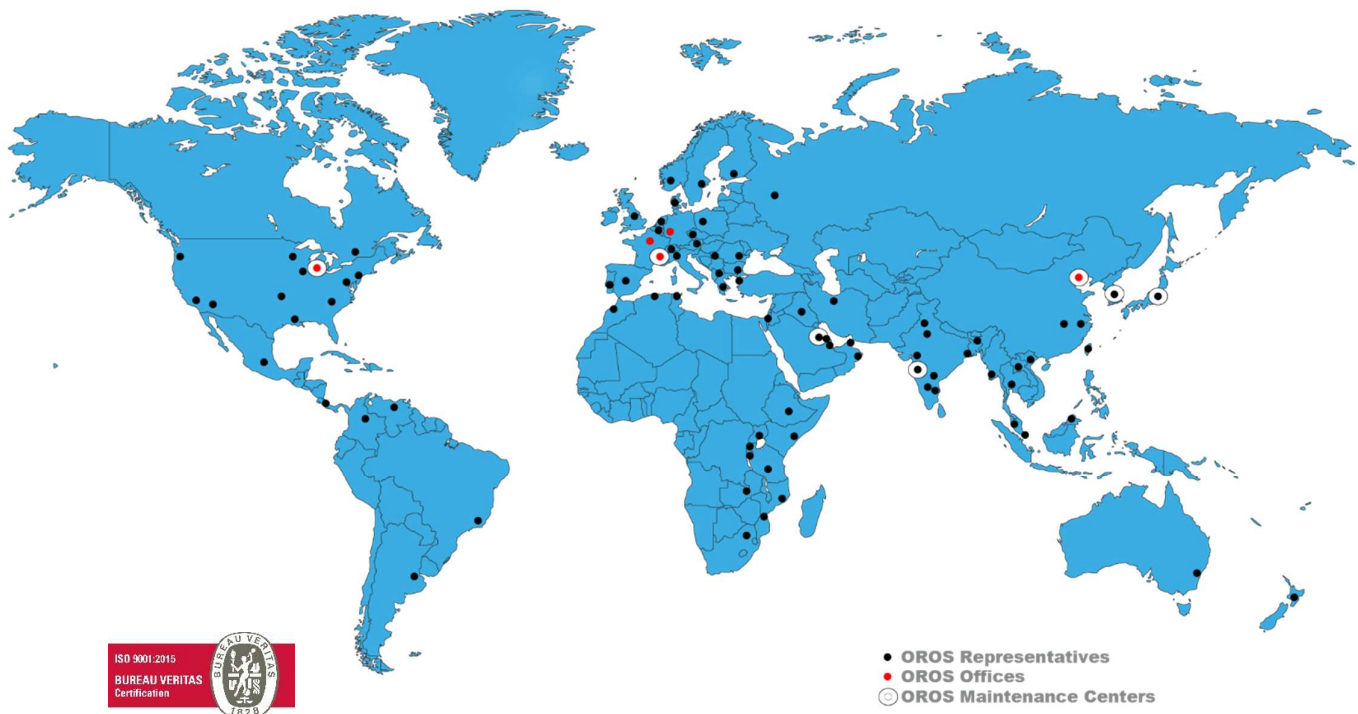 ISO 9001:2015
BUREAU VERITAS
Certification
BUREAU VERITAS
1828
OROS Representatives
OROS Offices
OROS Maintenance Centers